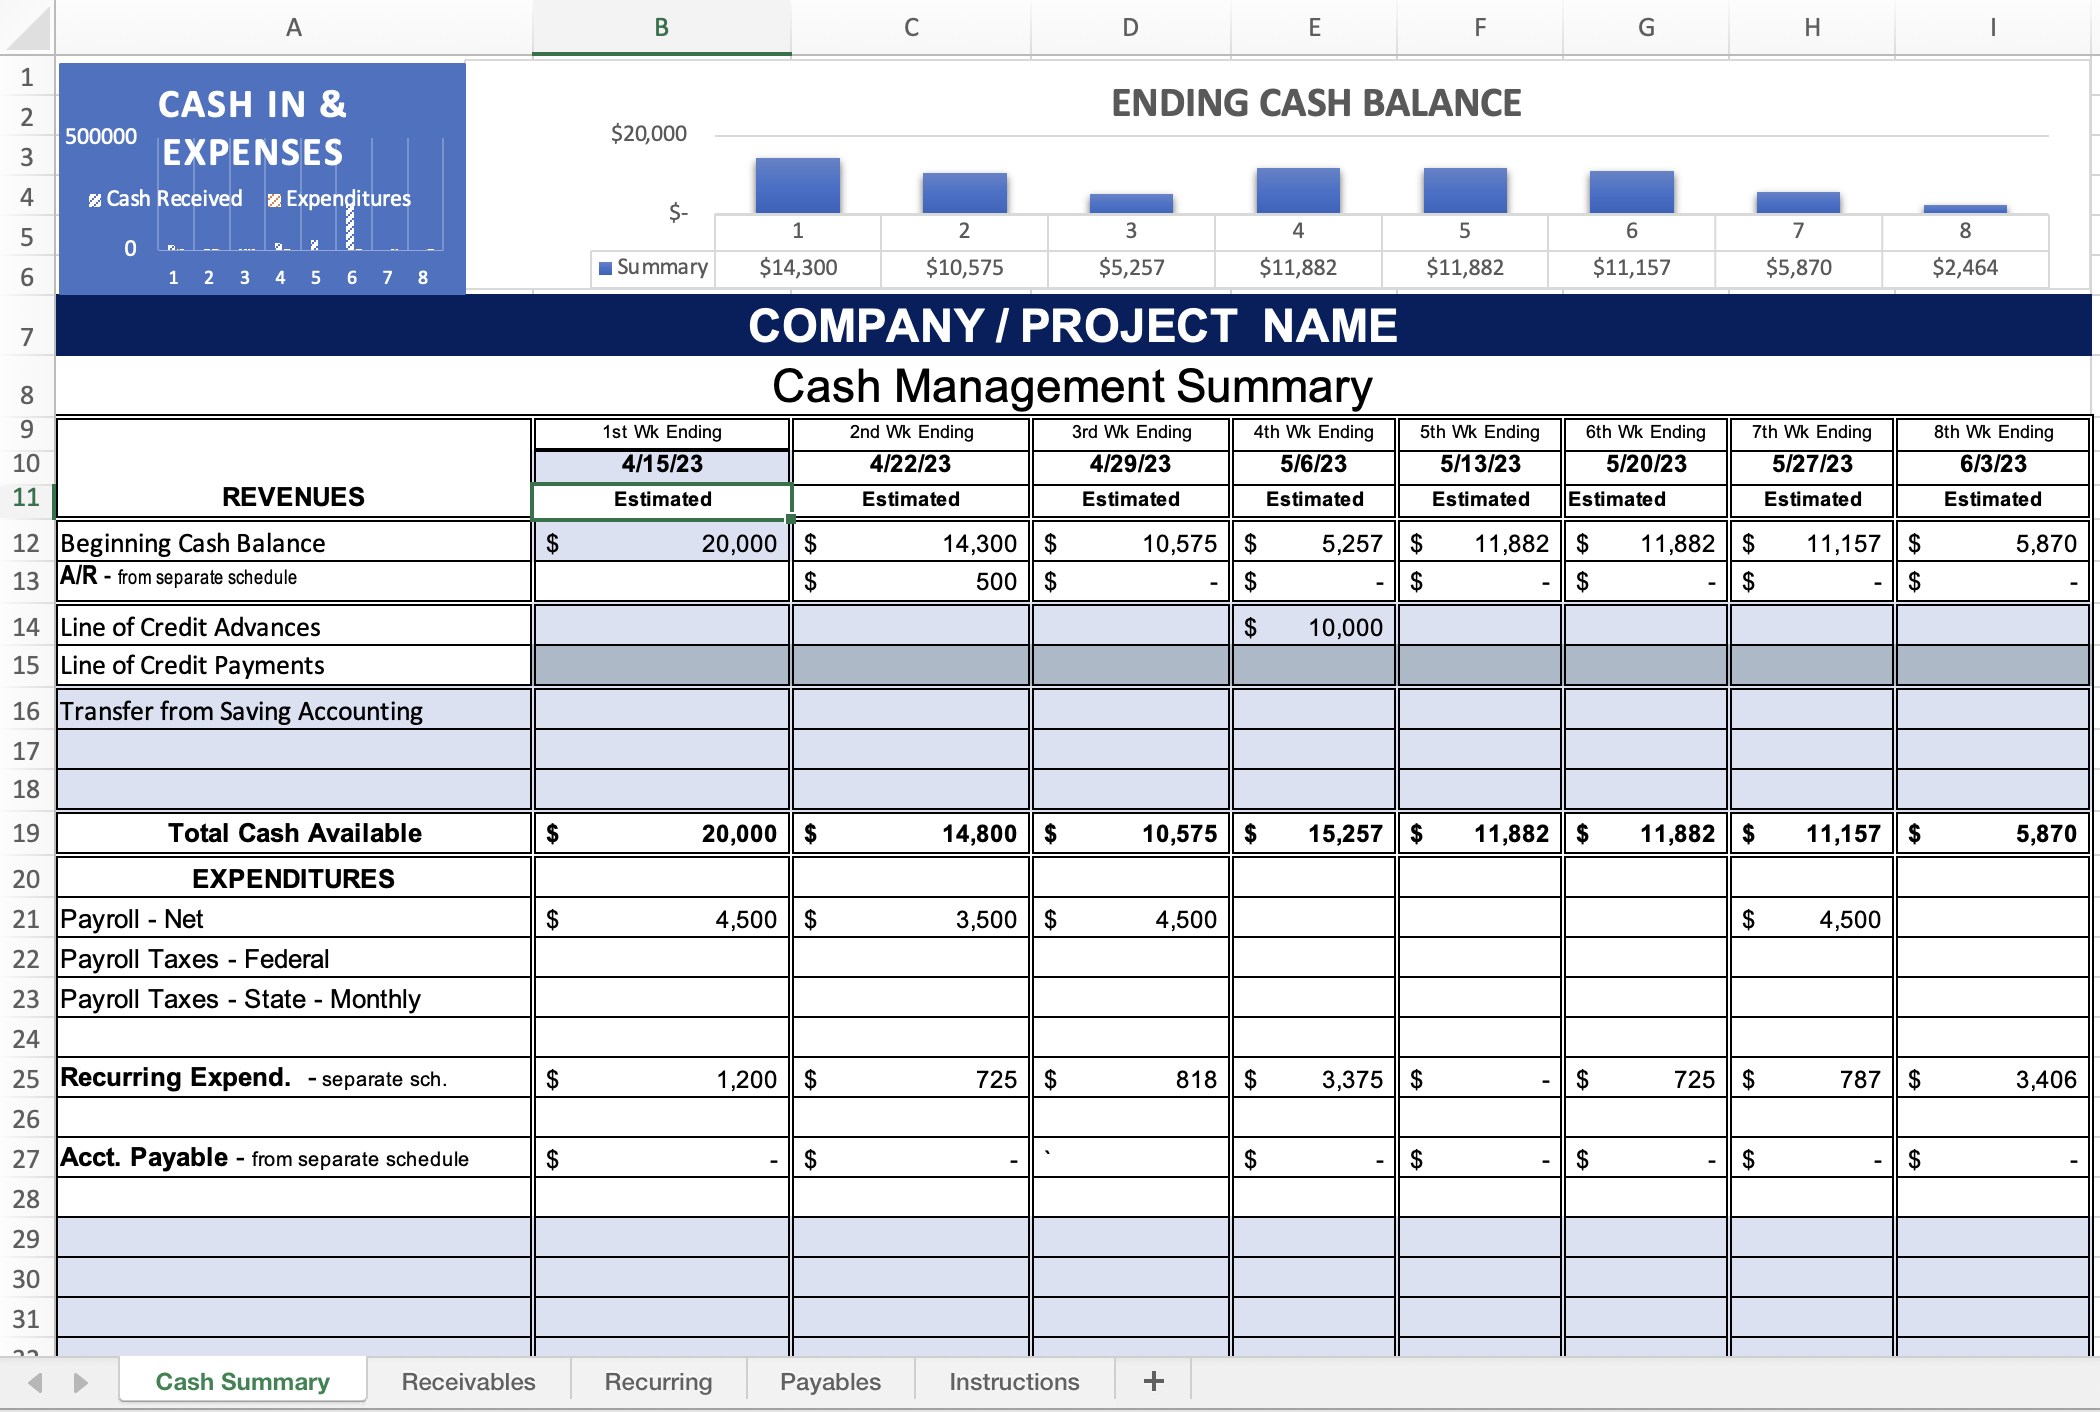 A B C D E F G H I
1
2
3
4
5
6
CASH IN &
EXPENSES
500000
Cash Received Expenditures
0
1 2 3 4 5 6 7 8
ENDING CASH BALANCE
$20,000
$-
1 2 3 4 5 6 7 8
Summary $14,300 $10,575 $5,257 $11,882 $11,882 $11,157 $5,870 $2,464
7 COMPANY / PROJECT NAME
8 Cash Management Summary
9 1st Wk Ending 2nd Wk Ending 3rd Wk Ending 4th Wk Ending 5th Wk Ending 6th Wk Ending 7th Wk Ending 8th Wk Ending
10 4/15/23 4/22/23 4/29/23 5/6/23 5/13/23 5/20/23 5/27/23 6/3/23
11 REVENUES Estimated Estimated Estimated Estimated Estimated Estimated Estimated Estimated
12 Beginning Cash Balance $ 20,000 $ 14,300 $ 10,575 $ 5,257 $ 11,882 $ 11,882 $ 11,157 $ 5,870
13 A/R - from separate schedule $ 500 $ - $ - $ - $ - $ - $ -
14 Line of Credit Advances $ 10,000
15 Line of Credit Payments
16 Transfer from Saving Accounting
17
18
19 Total Cash Available $ 20,000 $ 14,800 $ 10,575 $ 15,257 $ 11,882 $ 11,882 $ 11,157 $ 5,870
20 EXPENDITURES
21 Payroll - Net $ 4,500 $ 3,500 $ 4,500 $ 4,500
22 Payroll Taxes - Federal
23 Payroll Taxes - State - Monthly
24
25 Recurring Expend. - separate sch. $ 1,200 $ 725 $ 818 $ 3,375 $ - $ 725 $ 787 $ 3,406
26
27 Acct. Payable - from separate schedule $ - $ - ` $ - $ - $ - $ - $ -
28
29
30
31
Cash Summary Receivables Recurring Payables Instructions +